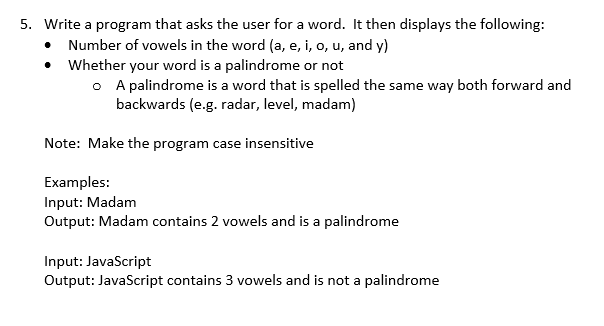 5. Write a program that asks the user for a word. It then displays the following:
• Number of vowels in the word (a, e, i, o, u, and y)
• Whether your word is a palindrome or not
o A palindrome is a word that is spelled the same way both forward and
backwards (e.g. radar, level, madam)
Note: Make the program case insensitive
Examples:
Input: Madam
Output: Madam contains 2 vowels and is a palindrome
Input: JavaScript
Output: JavaScript contains 3 vowels and is not a palindrome